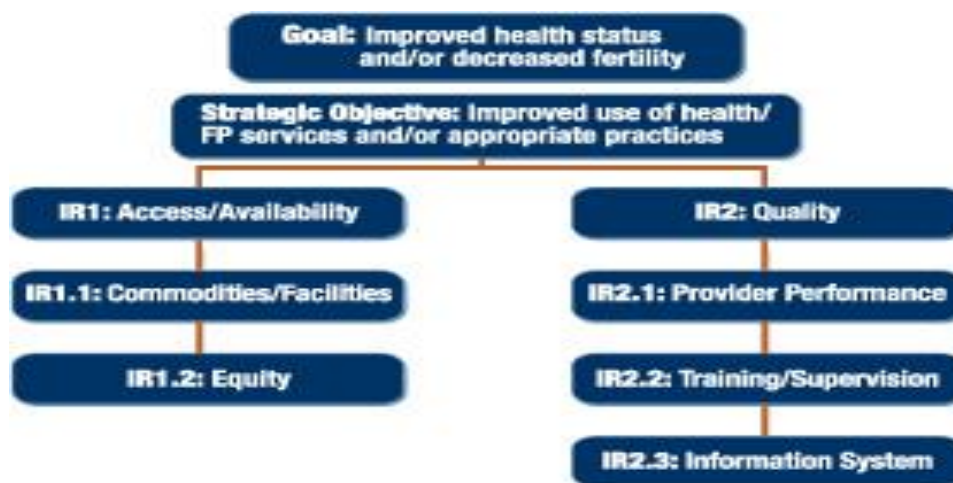 Goal: Improved health status
and/or decreased fertility
Strategic Objective: Improved use of health/
FP services and/or appropriate practices
IR1: Access/Availability
IR2: Quality
IR1.1: Commodities/Facilities
IR2.1: Provider Performance
IR1.2: Equity
IR2.2: Training/Supervision
IR2.3: Information System